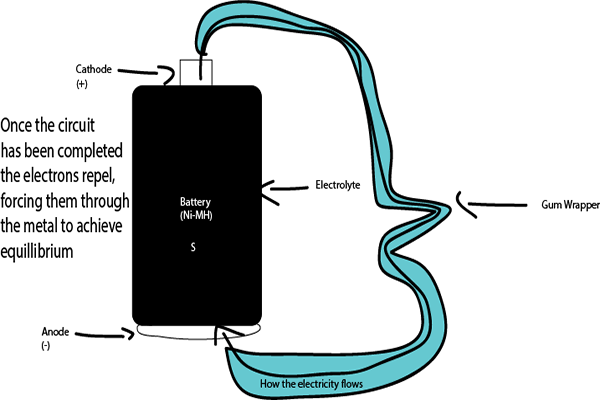 Cathode
(+)
Once the circuit
has been completed
the electrons repel,
forcing them through
the metal to achieve
equillibrium
Battery
(Ni-MH)
S
Electrolyte
Gum Wrapper
Anode
(-)
How the electricity flows